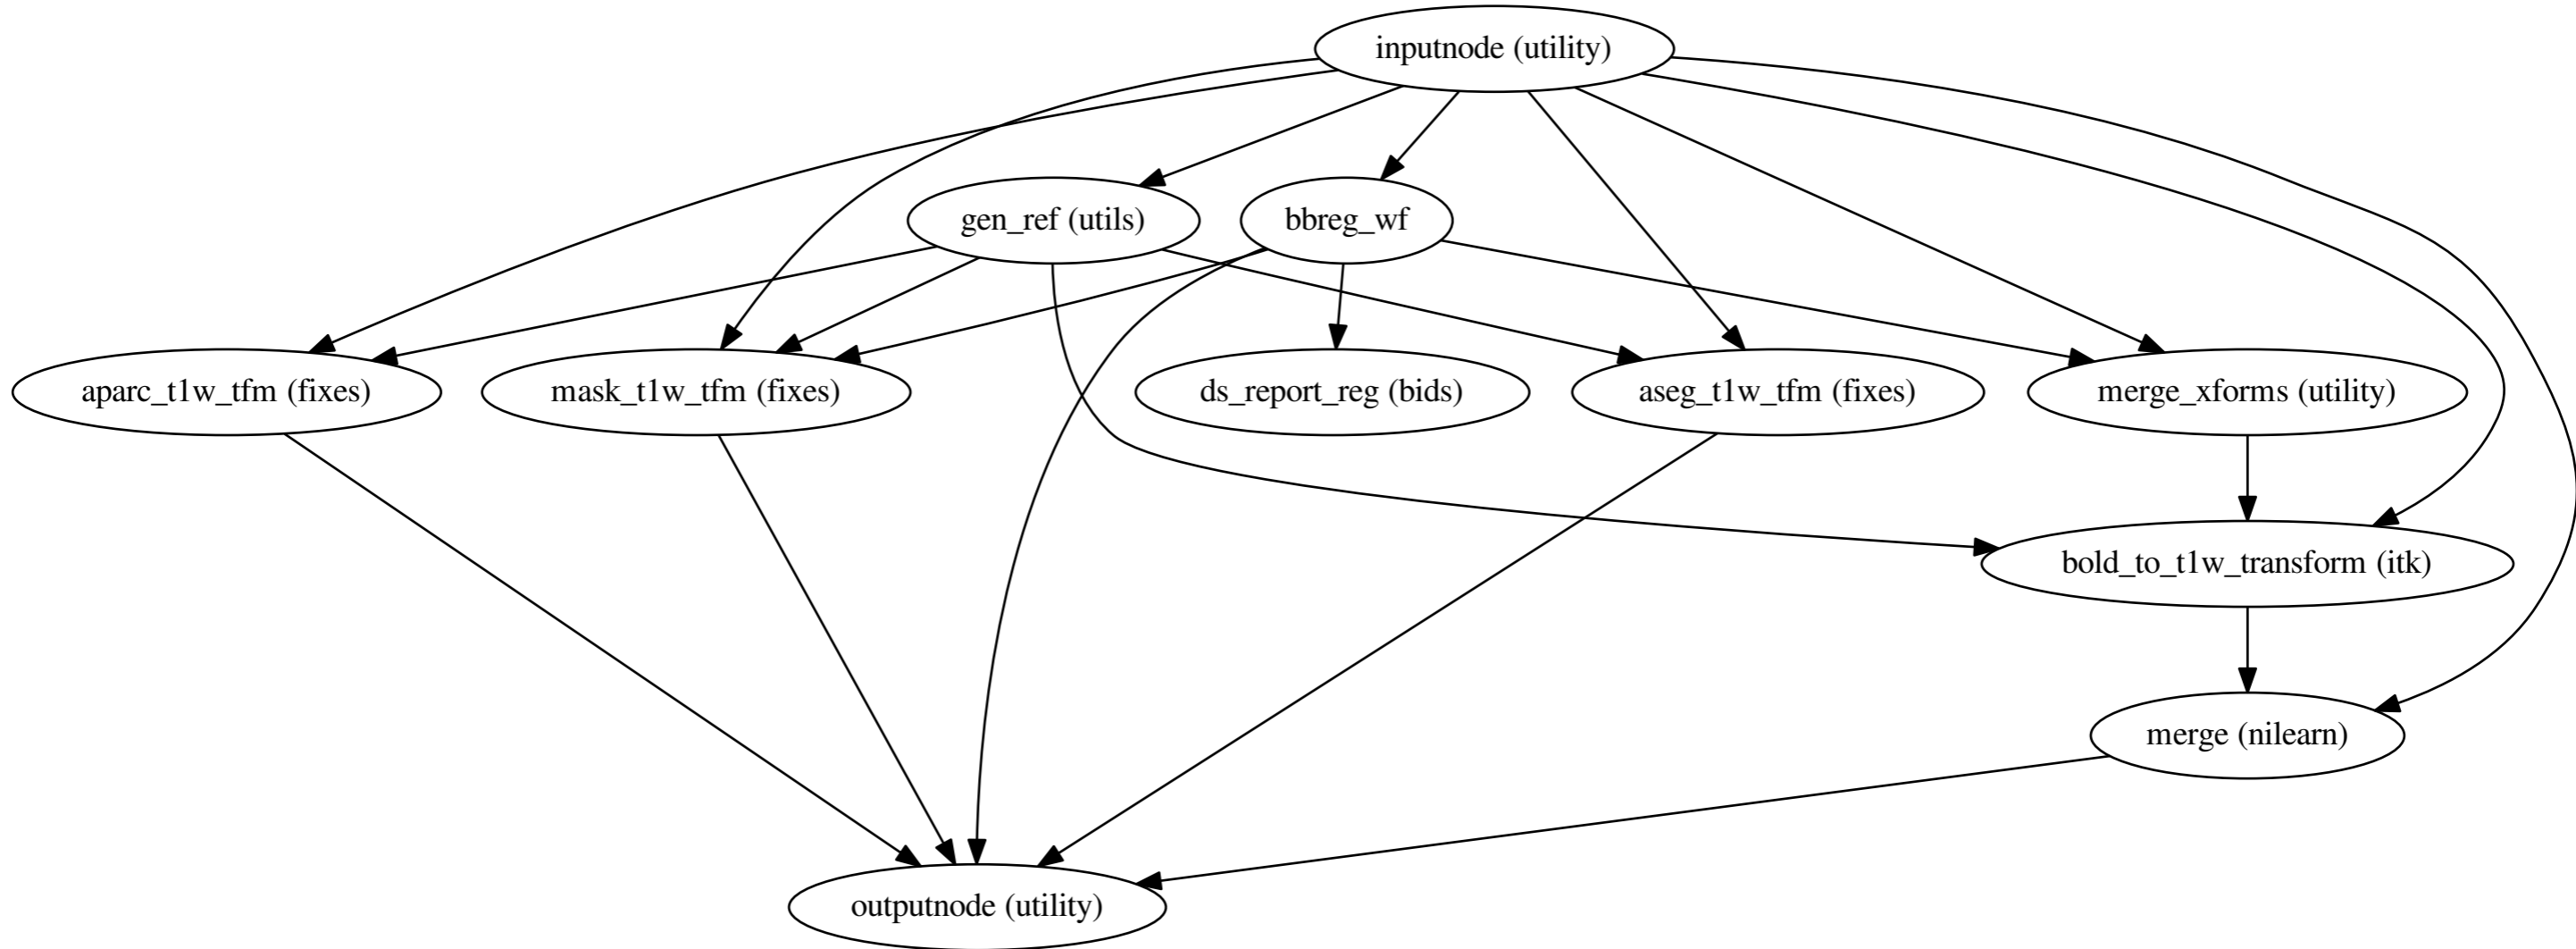 inputnode (utility)
gen_ref (utils)
bbreg_wf
aparc_t1w_tfm (fixes)
mask_t1w_tfm (fixes)
ds_report_reg (bids)
aseg_t1w_tfm (fixes)
merge_xforms (utility)
bold_to_t1w_transform (itk)
merge (nilearn)
outputnode (utility)